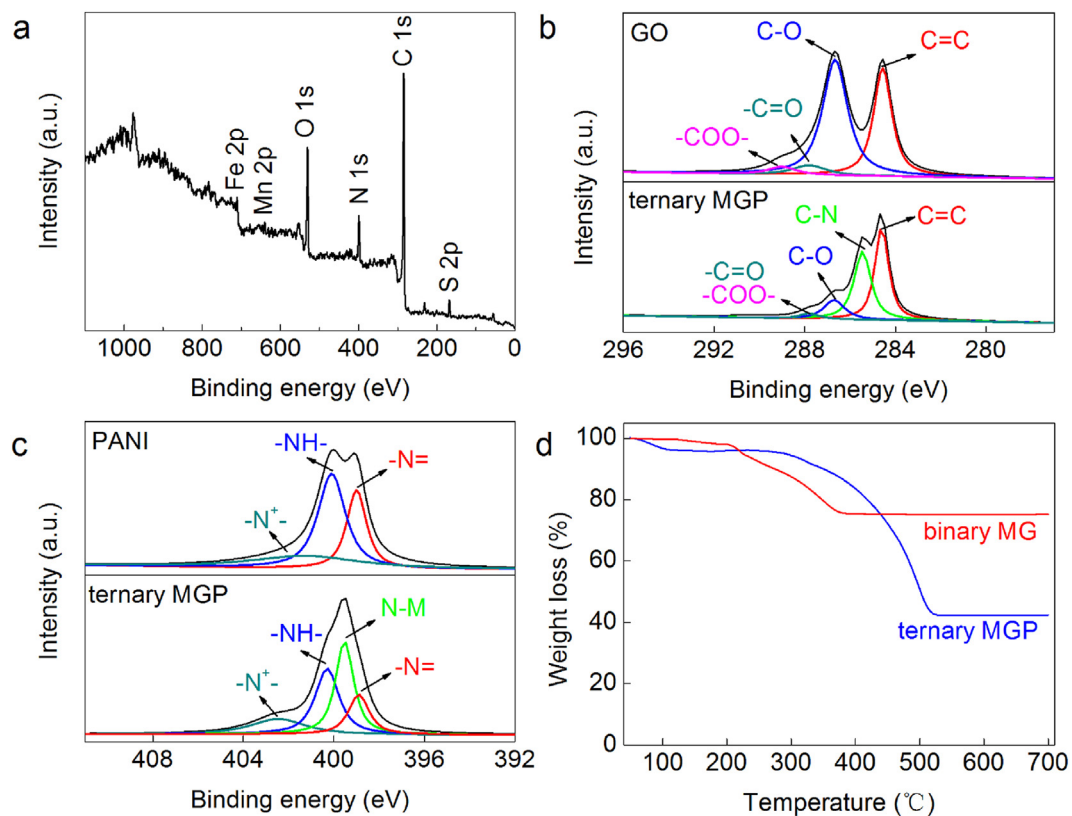 a
Intensity (a.u.)
Fe 2p
Mn 2p
O 1s
N 1s
C 1s
S 2p
1000 800 600 400 200 0
Binding energy (eV)
b
Intensity (a.u.)
GO
C-O
C=C
-C=O
-COO-
ternary MGP
C-N
C=C
C-O
-C=O
-COO-
296 292 288 284 280
Binding energy (eV)
c
Intensity (a.u.)
PANI
-NH-
-N=
-N⁺-
ternary MGP
N-M
-NH-
-N=
-N⁺-
408 404 400 396 392
Binding energy (eV)
d
Weight loss (%)
100
80
60
40
20
0
binary MG
ternary MGP
100 200 300 400 500 600 700
Temperature (℃)